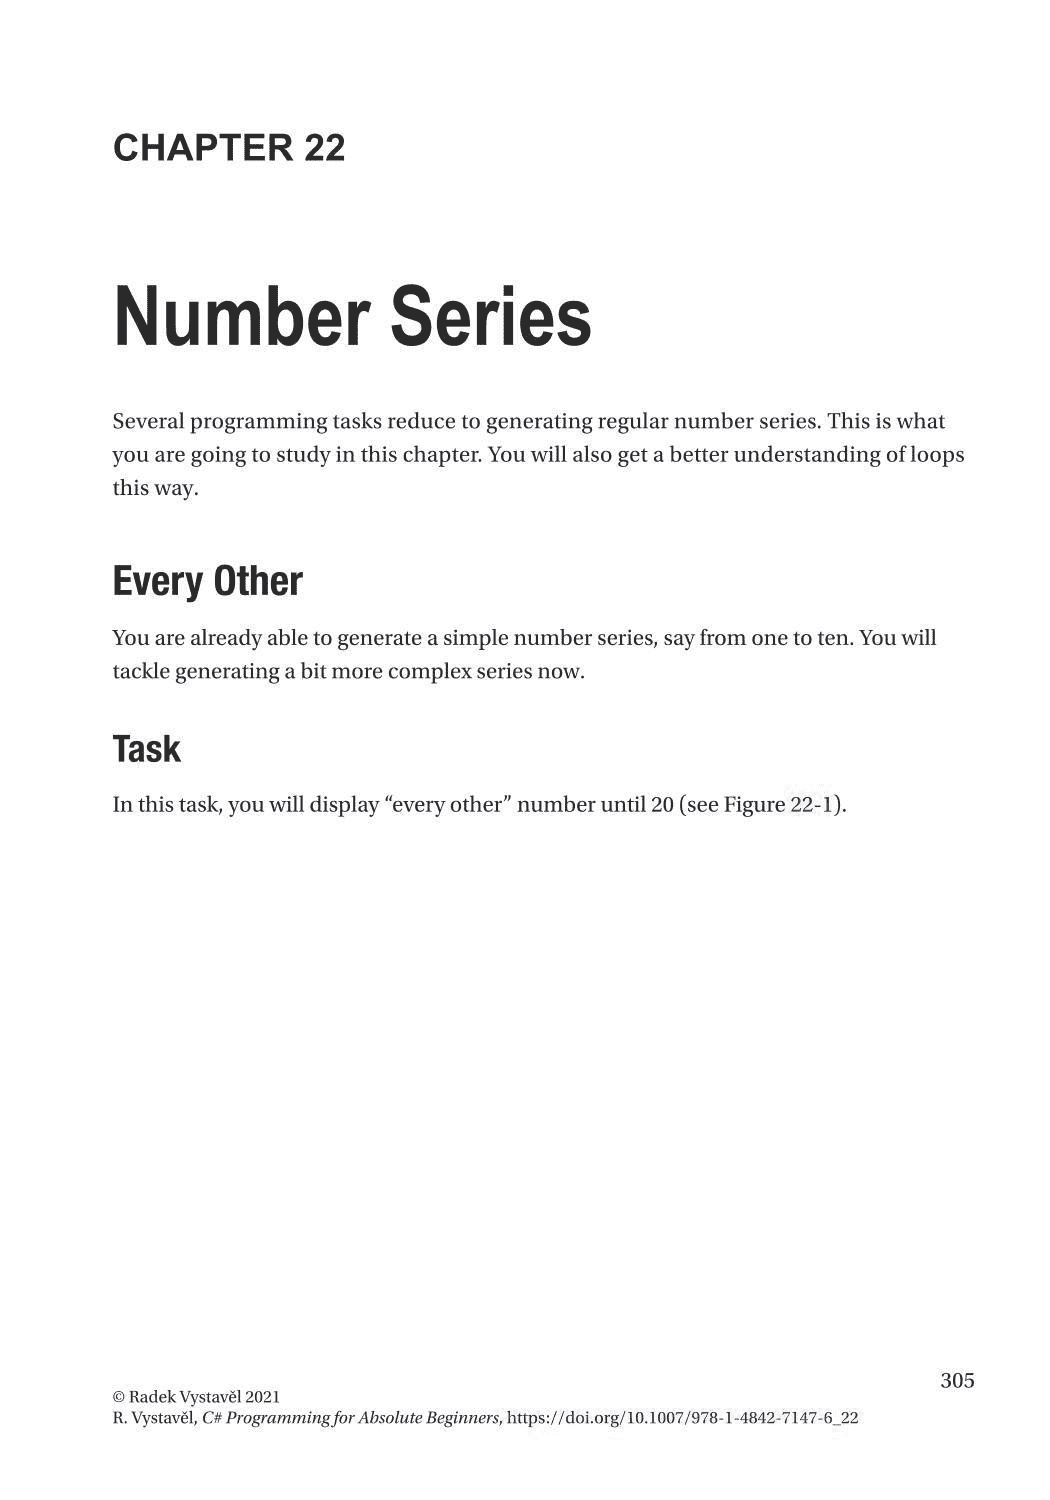 CHAPTER 22
Number Series
Several programming tasks reduce to generating regular number series. This is what
you are going to study in this chapter. You will also get a better understanding of loops
this way.
Every Other
You are already able to generate a simple number series, say from one to ten. You will
tackle generating a bit more complex series now.
Task
In this task, you will display “every other” number until 20 (see Figure 22-1).
305
© Radek Vystavěl 2021
R. Vystavěl, C# Programming for Absolute Beginners, https://doi.org/10.1007/978-1-4842-7147-6_22